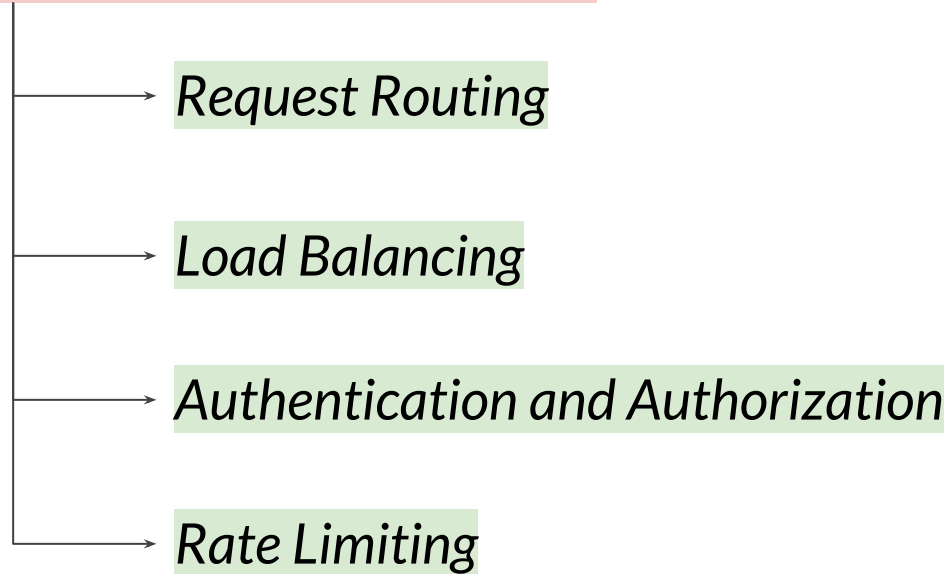 Request Routing
Load Balancing
Authentication and Authorization
Rate Limiting